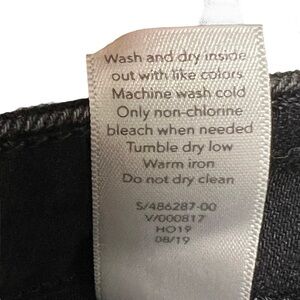 Wash and dry inside
out with like colors
Machine wash cold
Only non-chlorine
bleach when needed
Tumble dry low
Warm iron
Do not dry clean
S/486287-00
V/000817
HO19
08/19